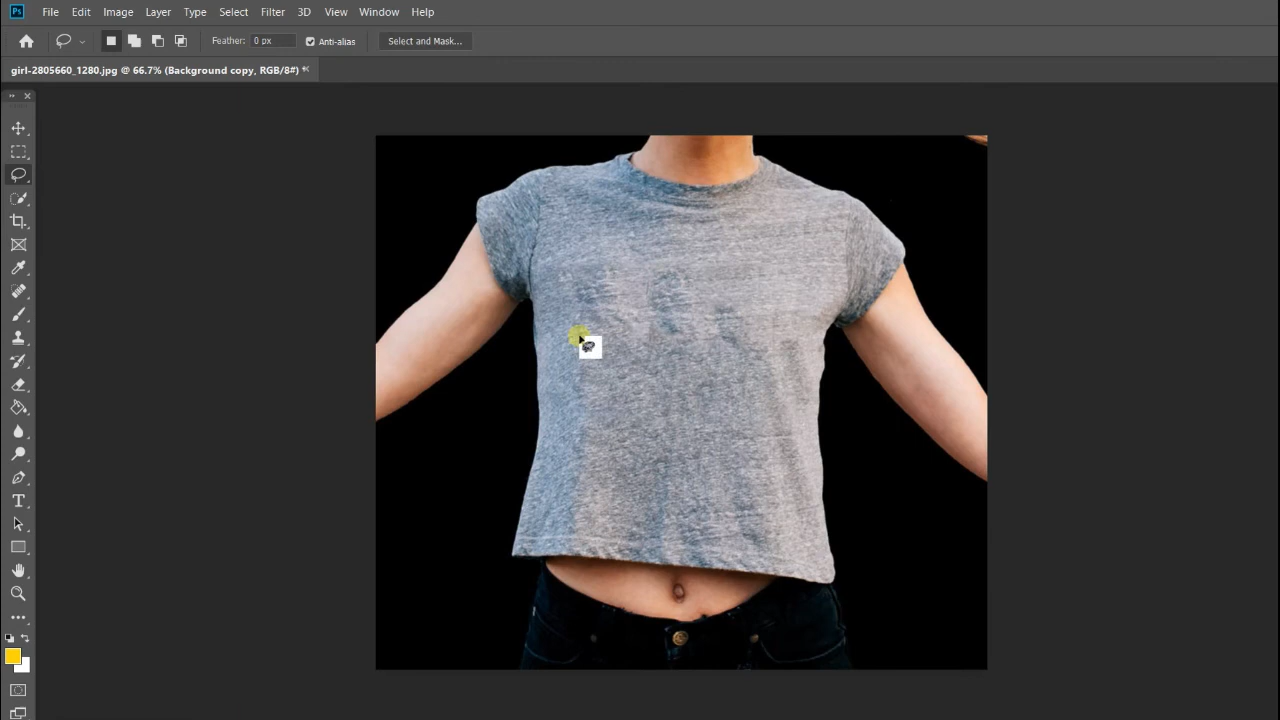 Ps File Edit Image Layer Type Select Filter 3D View Window Help
Feather: 0 px Anti-alias Select and Mask...
girl-2805660_1280.jpg @ 66.7% (Background copy, RGB/8#) *